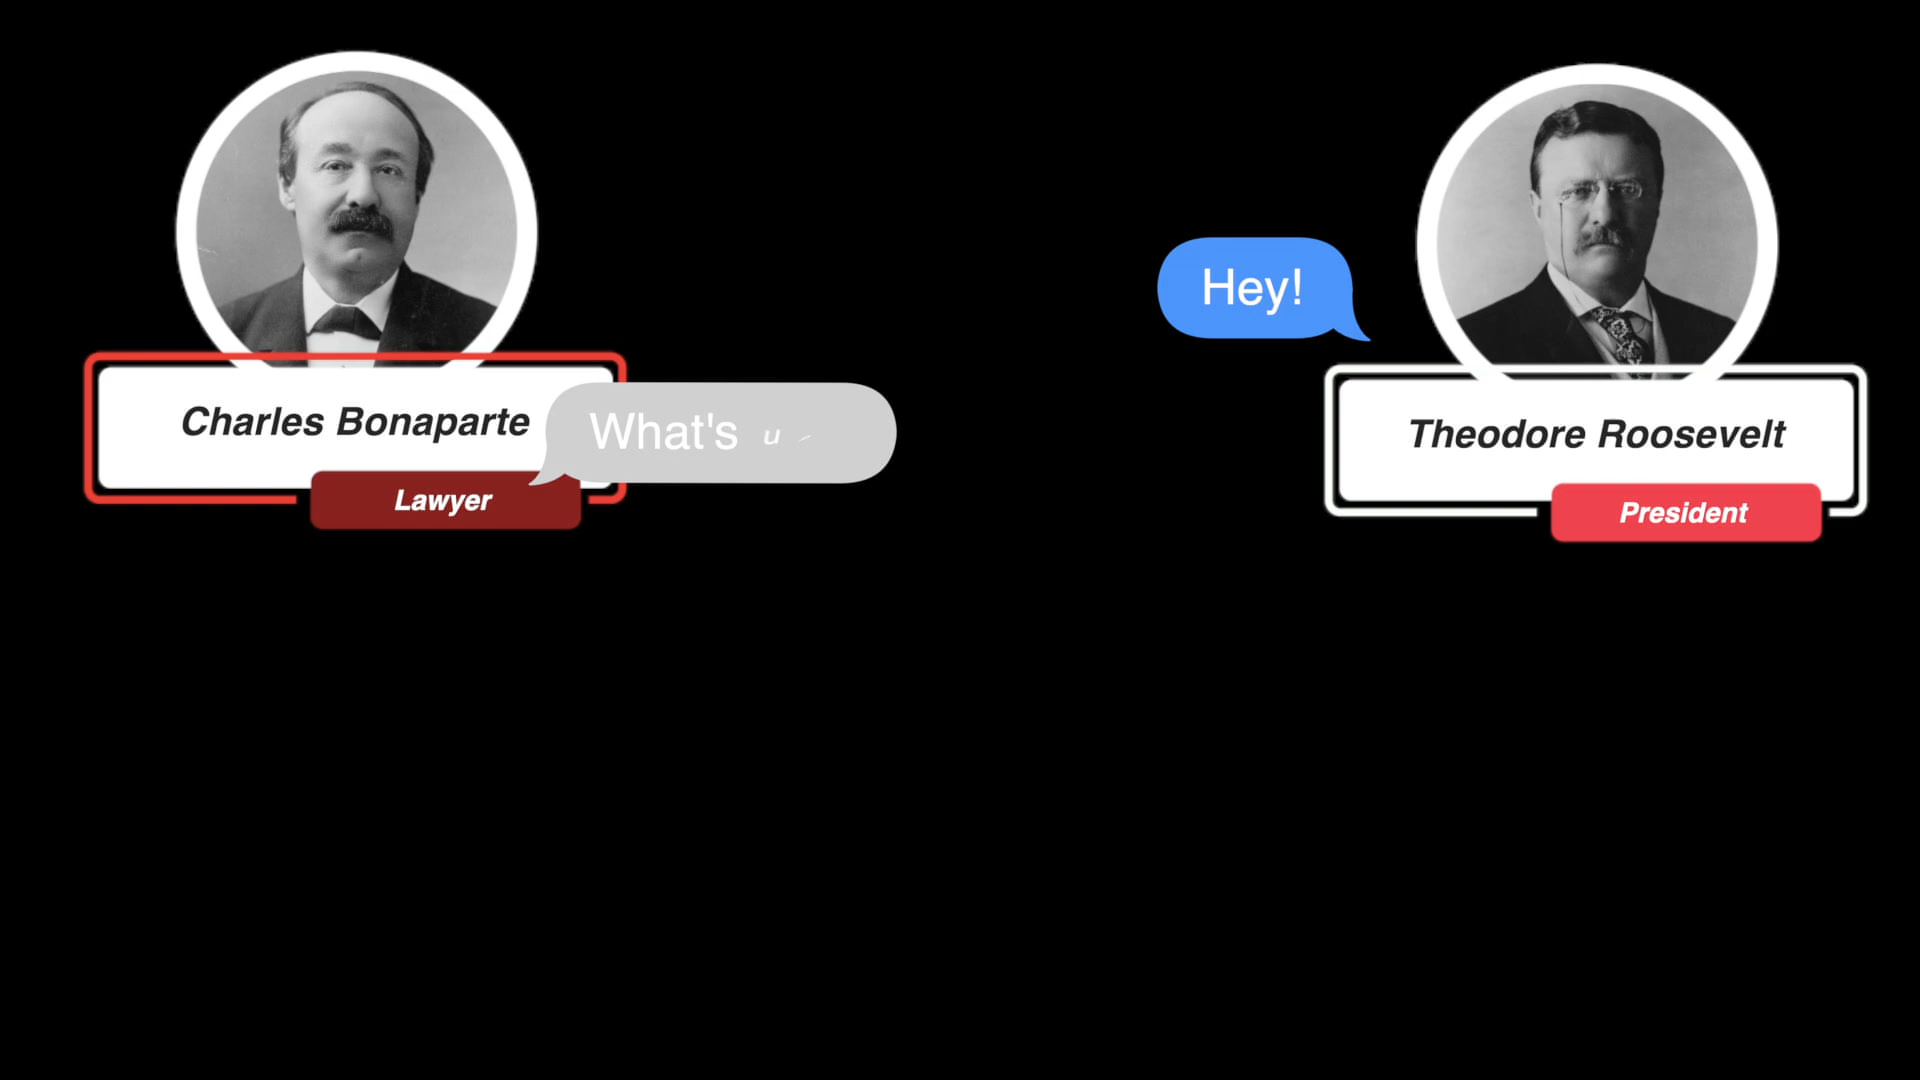 Hey!
Charles Bonaparte
What's u
Theodore Roosevelt
Lawyer
President